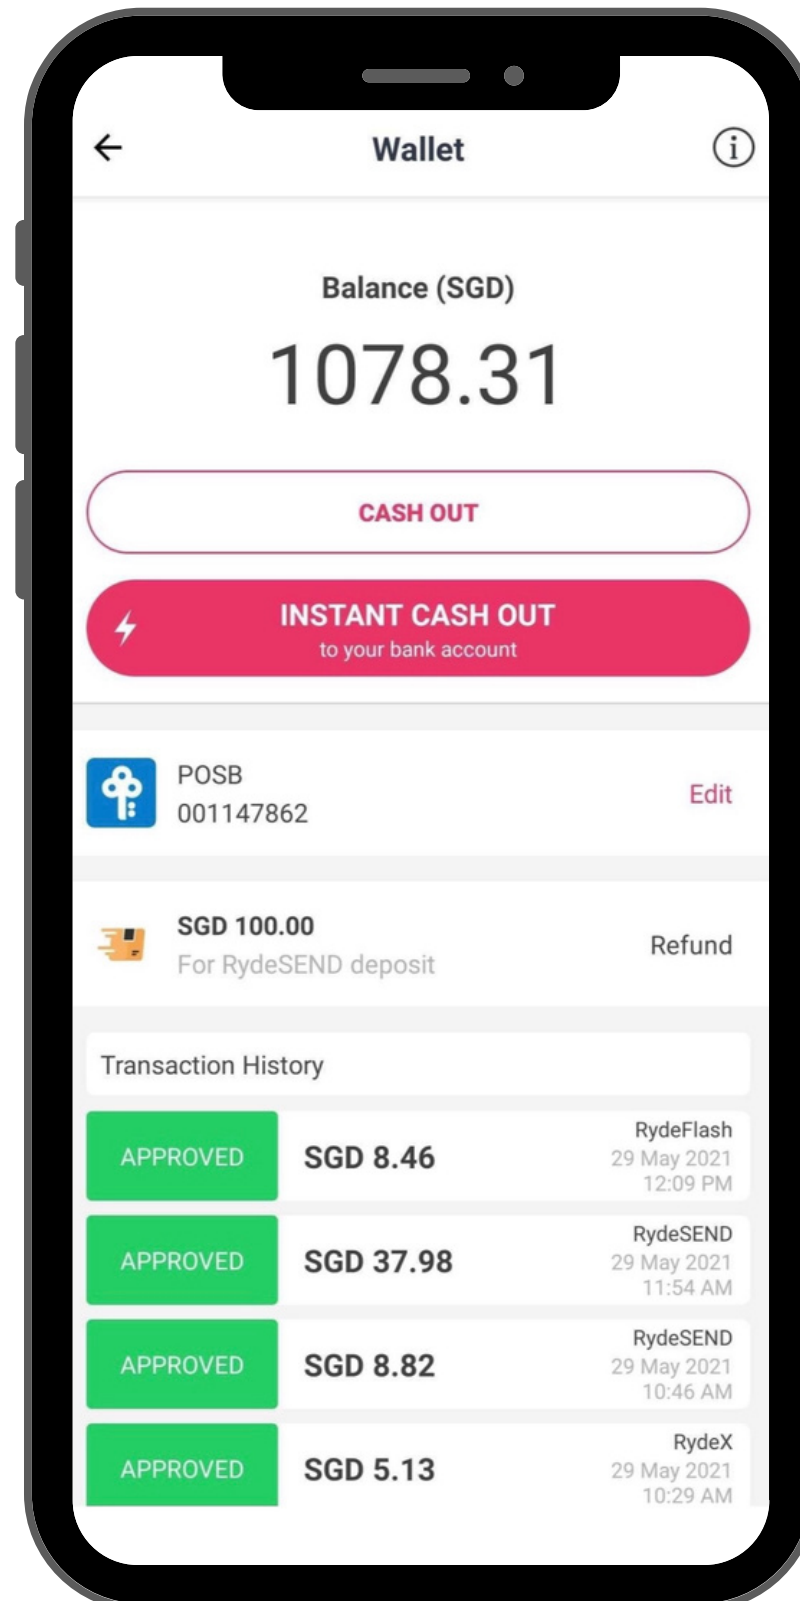 Wallet
Balance (SGD)
1078.31
CASH OUT
INSTANT CASH OUT
to your bank account
POSB
001147862
Edit
SGD 100.00
For RydeSEND deposit
Refund
Transaction History
APPROVED
SGD 8.46
RydeFlash
29 May 2021
12:09 PM
APPROVED
SGD 37.98
RydeSEND
29 May 2021
11:54 AM
APPROVED
SGD 8.82
RydeSEND
29 May 2021
10:46 AM
APPROVED
SGD 5.13
RydeX
29 May 2021
10:29 AM